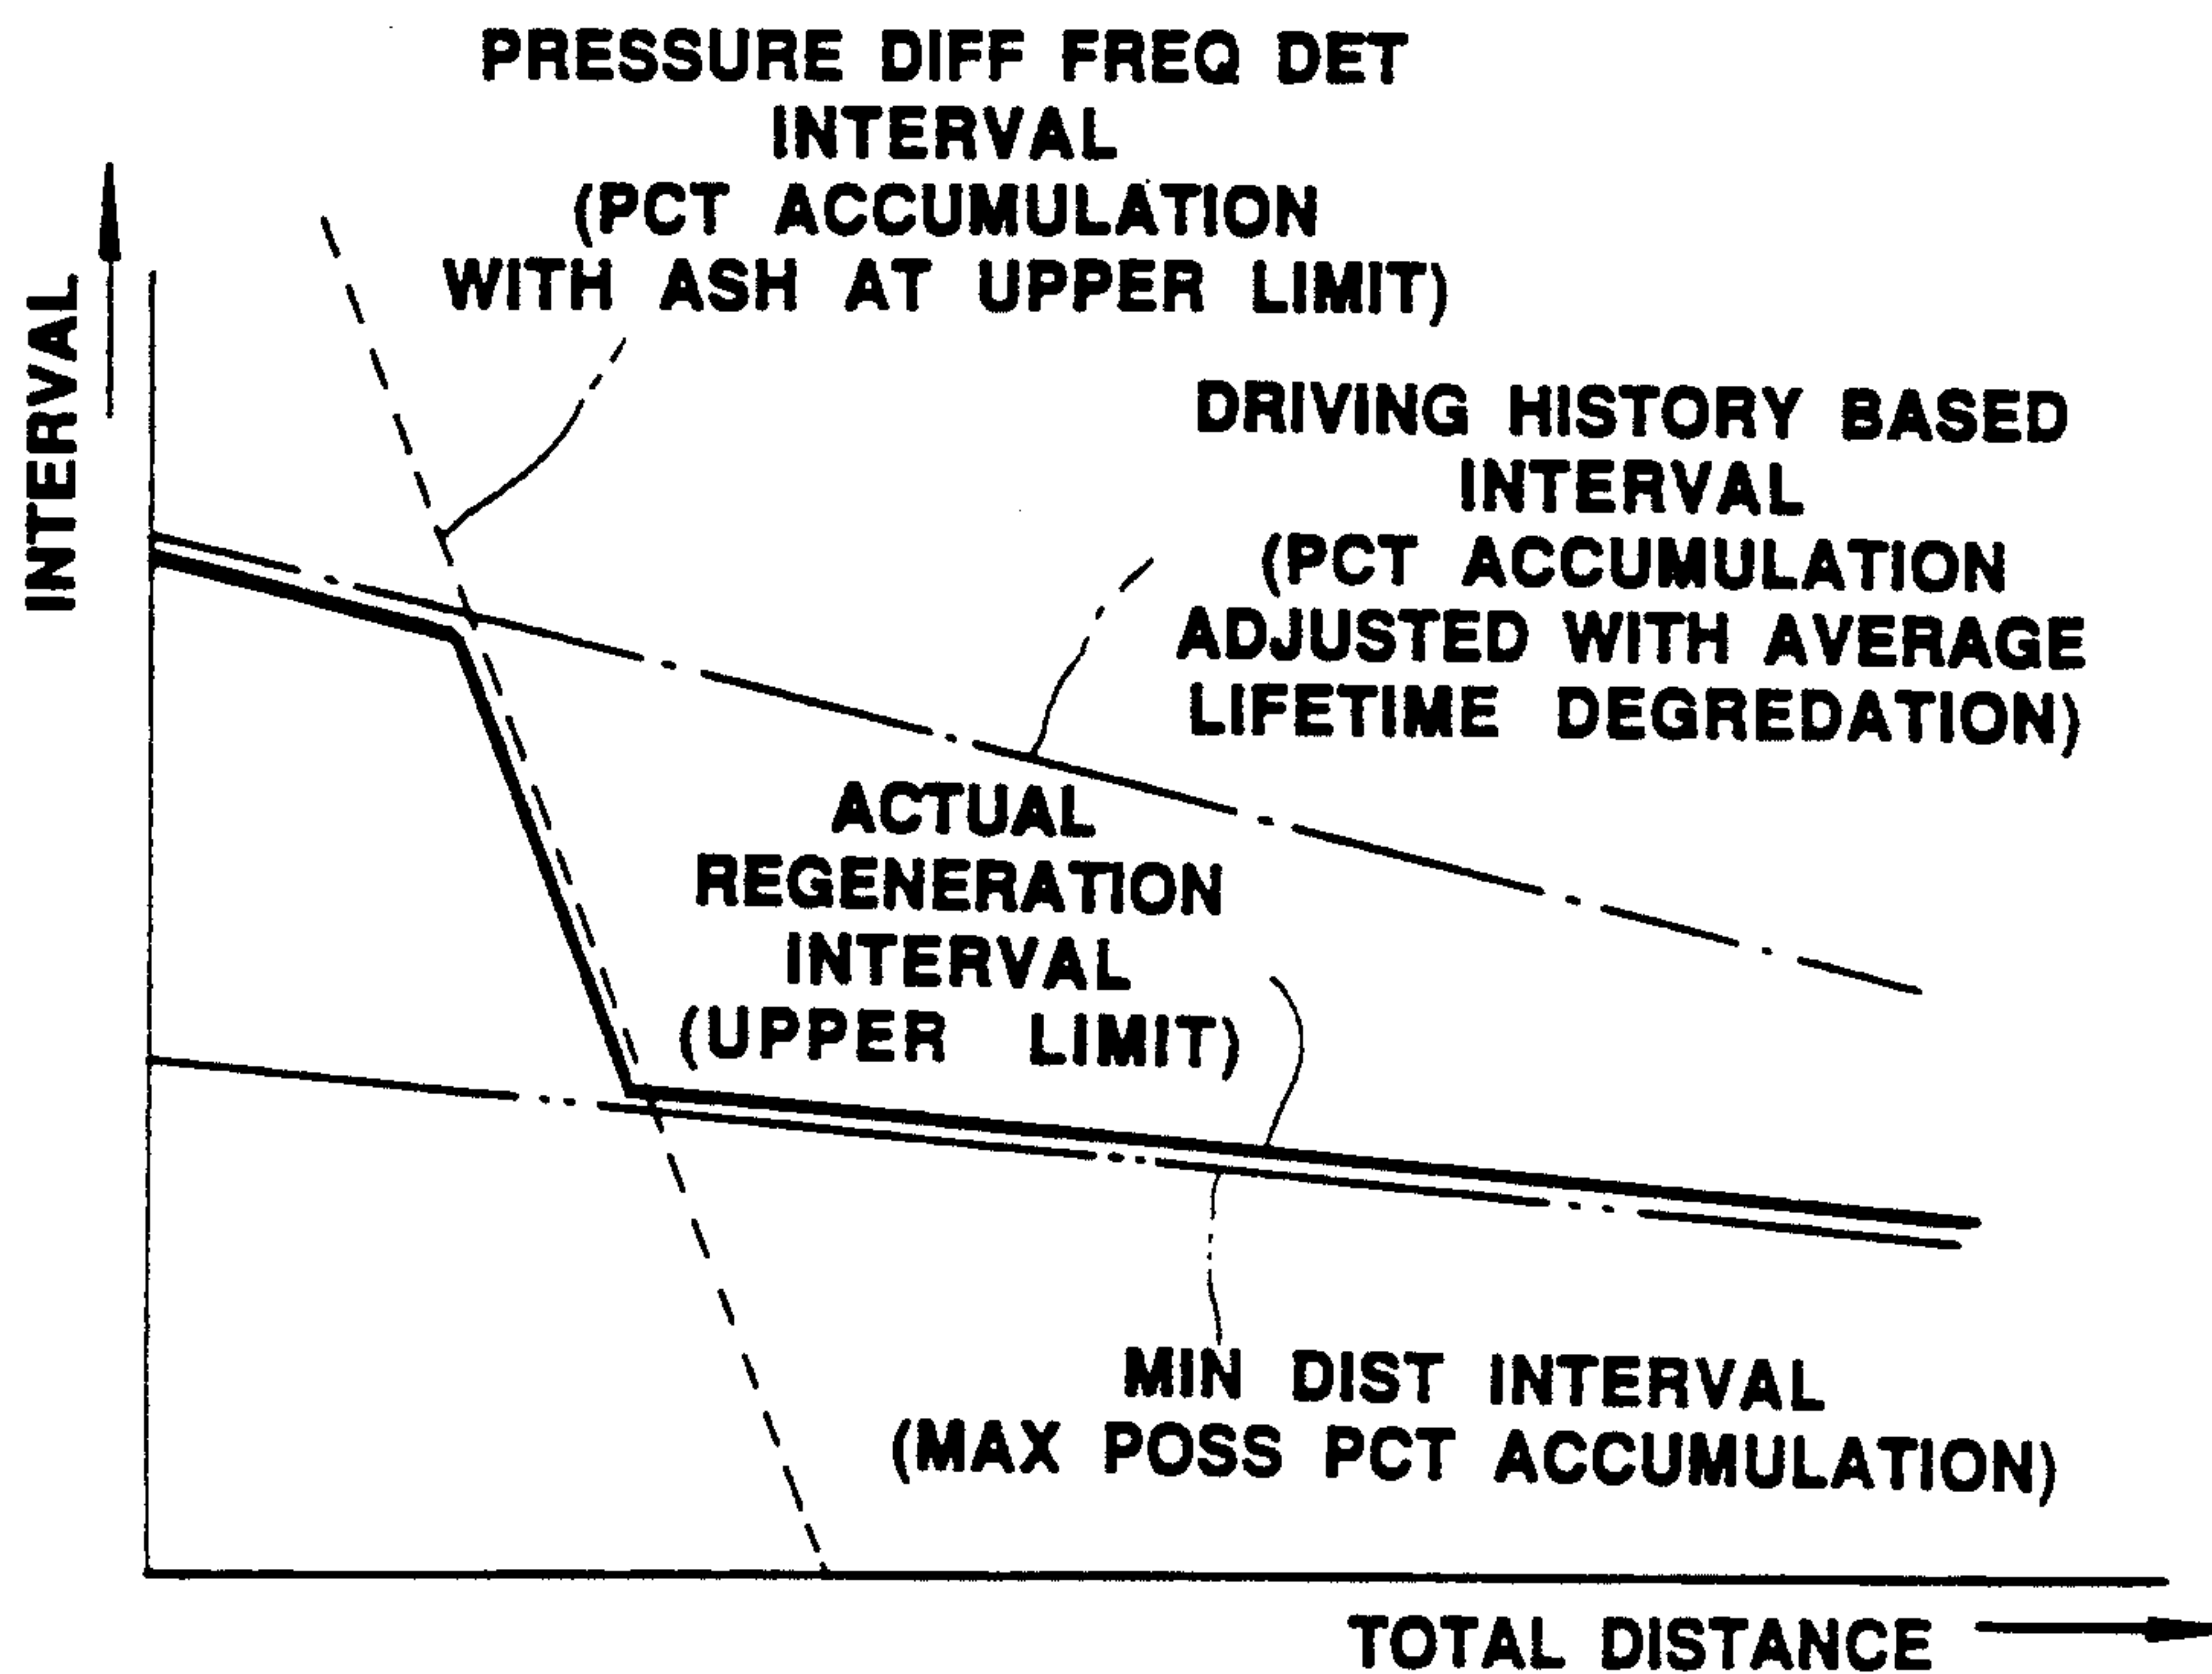 PRESSURE DIFF FREQ DET
INTERVAL
(PCT ACCUMULATION
WITH ASH AT UPPER LIMIT)
INTERVAL
DRIVING HISTORY BASED
INTERVAL
(PCT ACCUMULATION
ADJUSTED WITH AVERAGE
LIFETIME DEGREDATION)
ACTUAL
REGENERATION
INTERVAL
(UPPER LIMIT)
MIN DIST INTERVAL
(MAX POSS PCT ACCUMULATION)
TOTAL DISTANCE